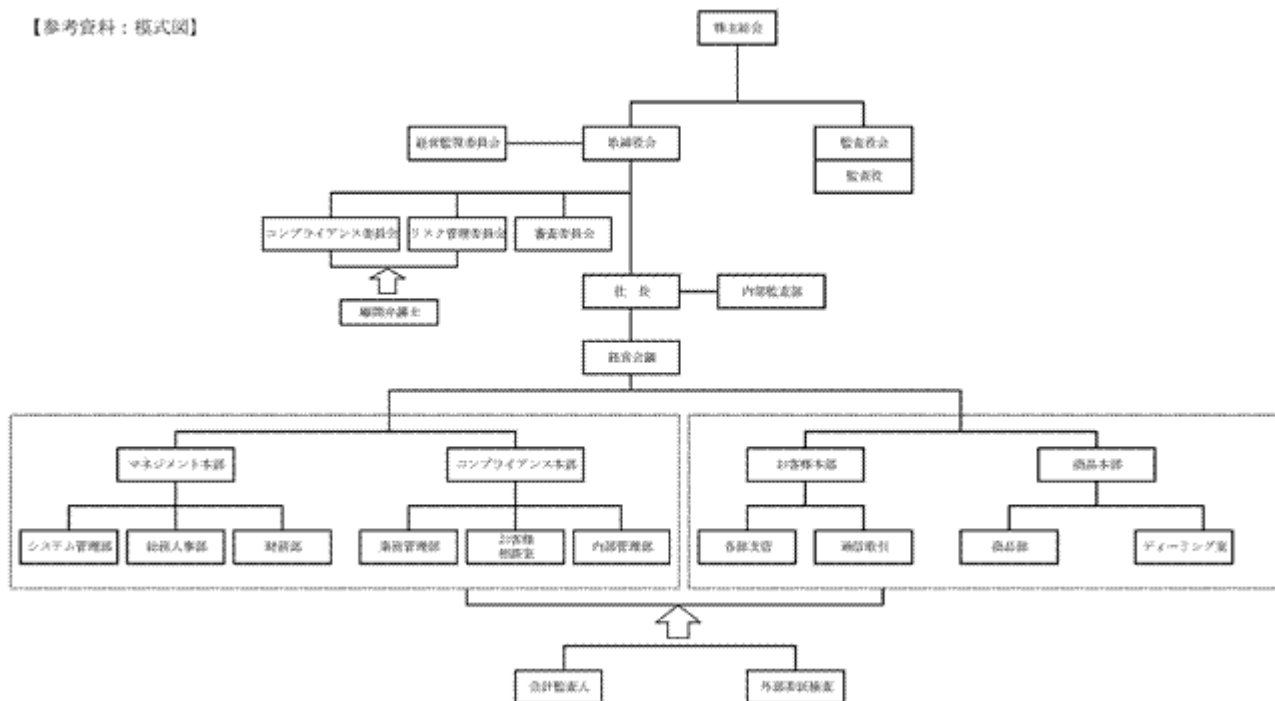 【参考資料：模式図】
株主総会
経営監視委員会
取締役会
監査役会
監査役
コンプライアンス委員会
リスク管理委員会
審査委員会
社 長
内部監査部
顧問弁護士
経営会議
マネジメント本部
コンプライアンス本部
お客様本部
商品本部
システム管理部
総務人事部
財務部
業務管理部
お客様
相談室
内部管理部
各部支店
通信取引
商品部
ディーリング室
会計監査人
外部委託検査